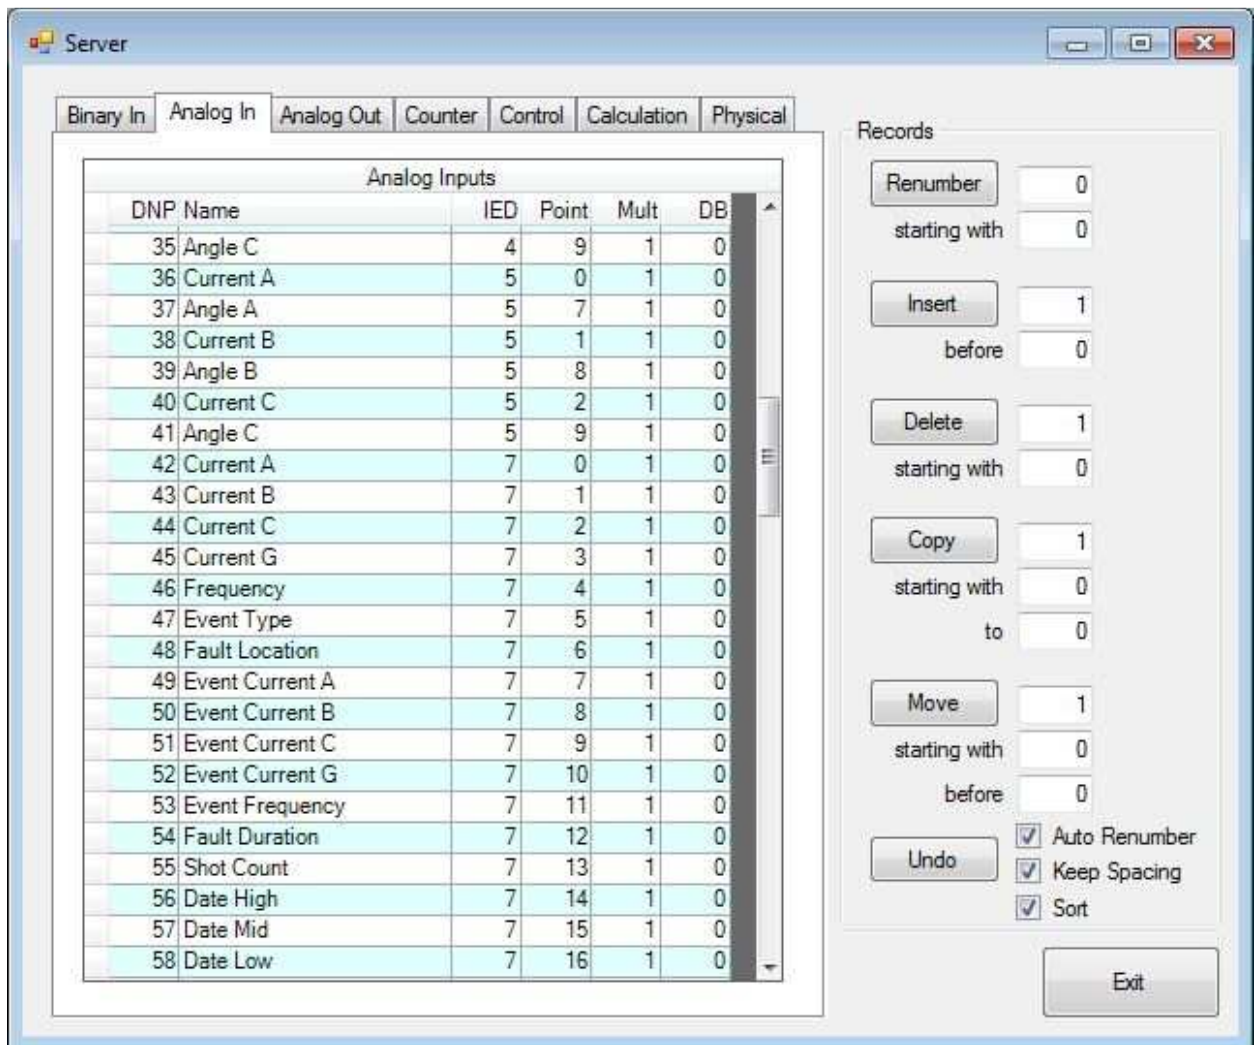 Server
Binary In Analog In Analog Out Counter Control Calculation Physical
Analog Inputs
DNP Name IED Point Mult DB
35 Angle C 4 9 1 0
36 Current A 5 0 1 0
37 Angle A 5 7 1 0
38 Current B 5 1 1 0
39 Angle B 5 8 1 0
40 Current C 5 2 1 0
41 Angle C 5 9 1 0
42 Current A 7 0 1 0
43 Current B 7 1 1 0
44 Current C 7 2 1 0
45 Current G 7 3 1 0
46 Frequency 7 4 1 0
47 Event Type 7 5 1 0
48 Fault Location 7 6 1 0
49 Event Current A 7 7 1 0
50 Event Current B 7 8 1 0
51 Event Current C 7 9 1 0
52 Event Current G 7 10 1 0
53 Event Frequency 7 11 1 0
54 Fault Duration 7 12 1 0
55 Shot Count 7 13 1 0
56 Date High 7 14 1 0
57 Date Mid 7 15 1 0
58 Date Low 7 16 1 0
Records
Renumber 0
starting with 0
Insert 1
before 0
Delete 1
starting with 0
Copy 1
starting with 0
to 0
Move 1
starting with 0
before 0
Undo
Auto Renumber
Keep Spacing
Sort
Exit